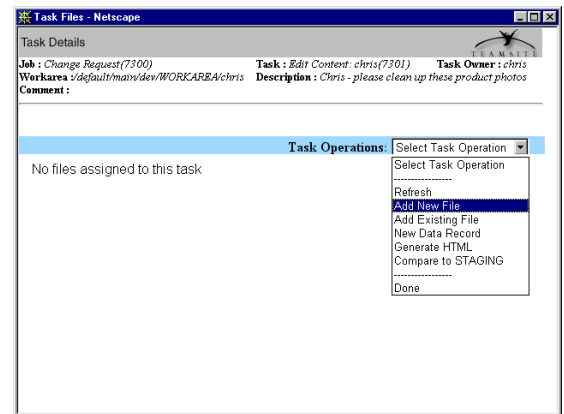 Task Files - Netscape
Task Details
TEAMSITE
Job : Change Request(7300) Task : Edit Content: chris(7301) Task Owner : chris
Workarea :/default/main/dev/WORKAREA/chris Description : Chris - please clean up these product photos
Comment :
Task Operations: Select Task Operation
No files assigned to this task
Select Task Operation
----------------
Refresh
Add New File
Add Existing File
New Data Record
Generate HTML
Compare to STAGING
----------------
Done